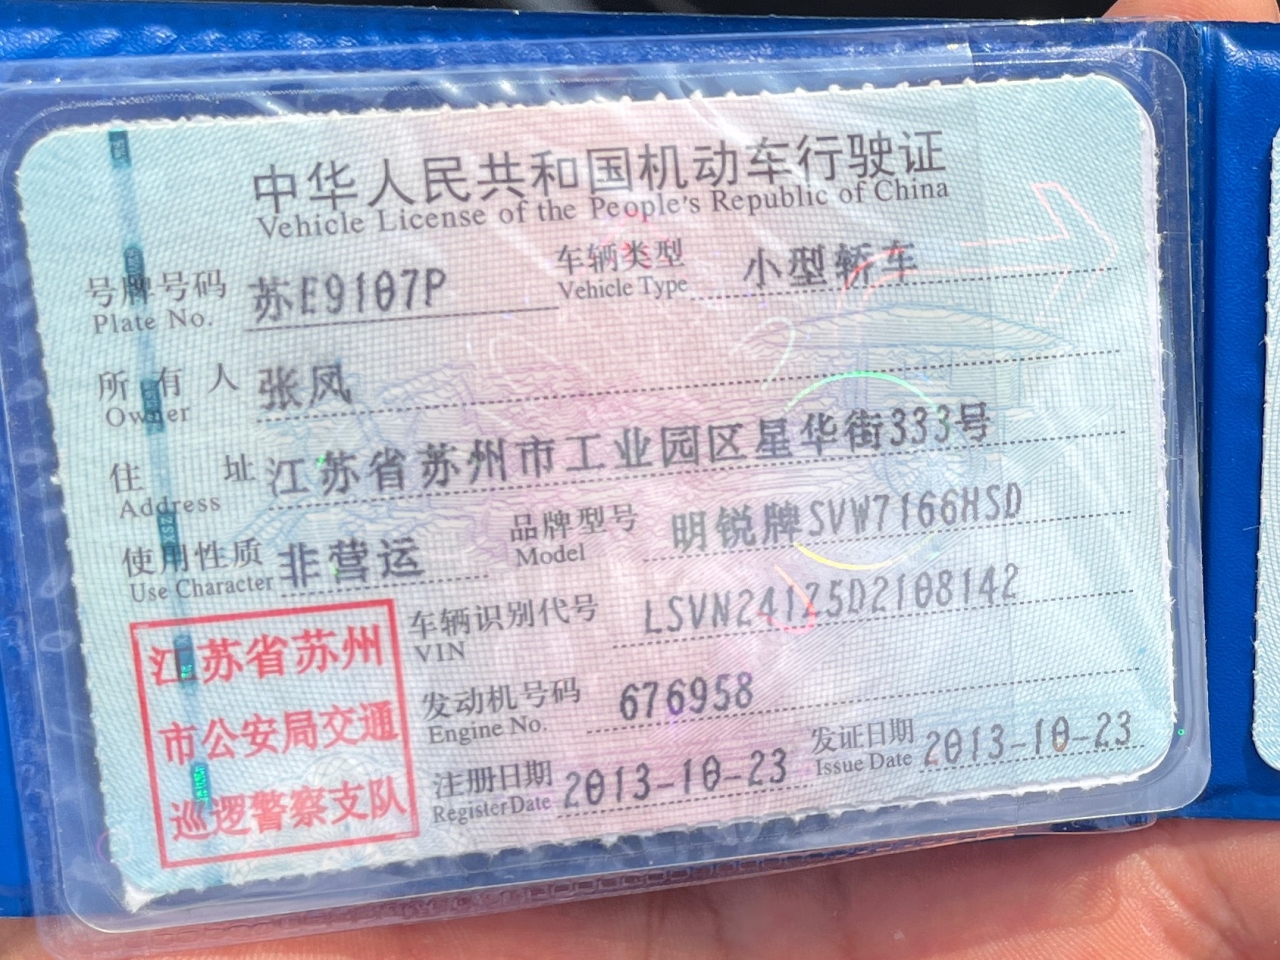 中华人民共和国机动车行驶证
Vehicle License of the People's Republic of China
号牌号码 苏E9107P 车辆类型 小型轿车
Plate No. Vehicle Type
所有人 张凤
Owner
住址 江苏省苏州市工业园区星华街333号
Address
使用性质 非营运 品牌型号 明锐牌SVW7166HSD
Use Character Model
车辆识别代号 LSVN24125D2108142
VIN
发动机号码 676958
Engine No.
注册日期 2013-10-23 发证日期 2013-10-23
Register Date Issue Date
江苏省苏州
市公安局交通
巡逻警察支队